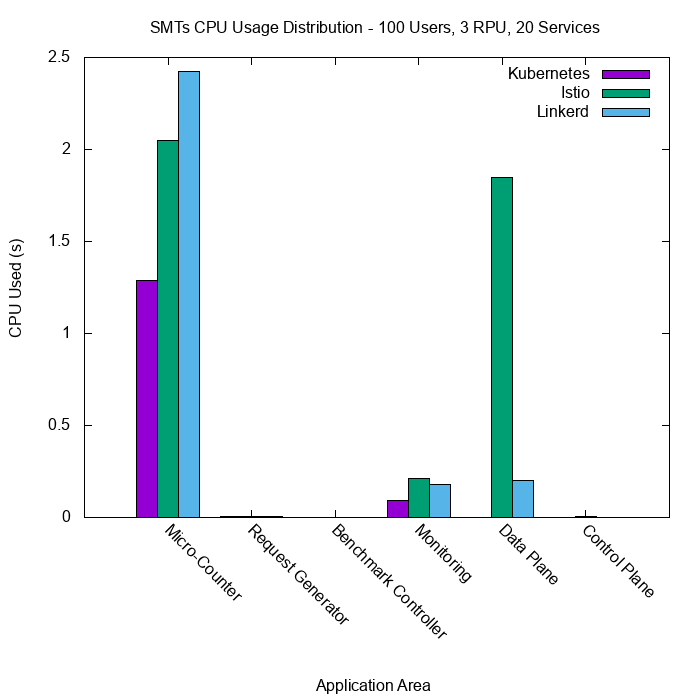 SMTs CPU Usage Distribution - 100 Users, 3 RPU, 20 Services
Kubernetes
Istio
Linkerd
2.5
2
1.5
1
0.5
0
CPU Used (s)
Micro-Counter
Request Generator
Benchmark Controller
Monitoring
Data Plane
Control Plane
Application Area